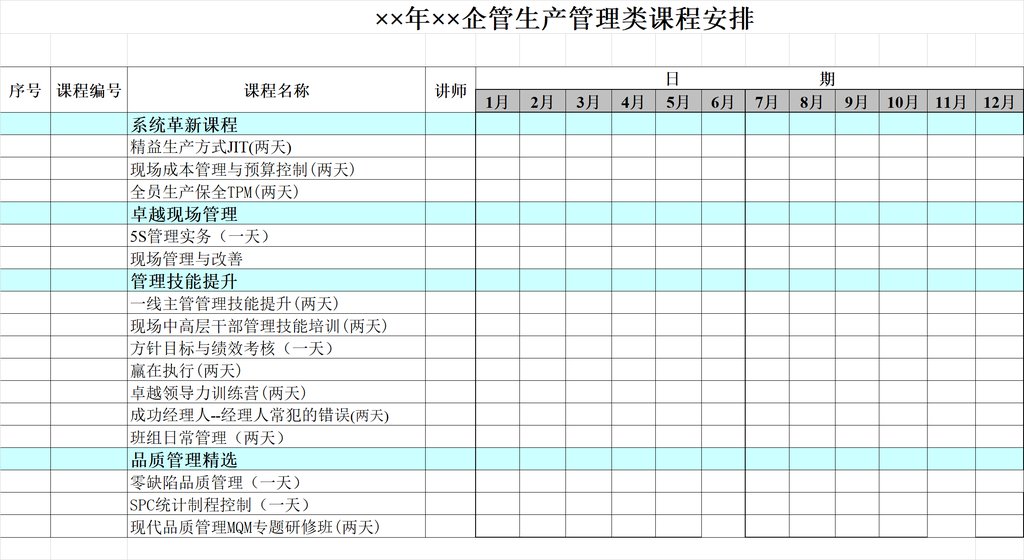 ××年××企管生产管理类课程安排
序号 课程编号 课程名称 讲师 日 期
1月 2月 3月 4月 5月 6月 7月 8月 9月 10月 11月 12月
系统革新课程
精益生产方式JIT(两天)
现场成本管理与预算控制(两天)
全员生产保全TPM(两天)
卓越现场管理
5S管理实务（一天）
现场管理与改善
管理技能提升
一线主管管理技能提升(两天)
现场中高层干部管理技能培训(两天)
方针目标与绩效考核（一天）
赢在执行(两天)
卓越领导力训练营(两天)
成功经理人--经理人常犯的错误(两天)
班组日常管理（两天）
品质管理精选
零缺陷品质管理（一天）
SPC统计制程控制（一天）
现代品质管理MQM专题研修班(两天)